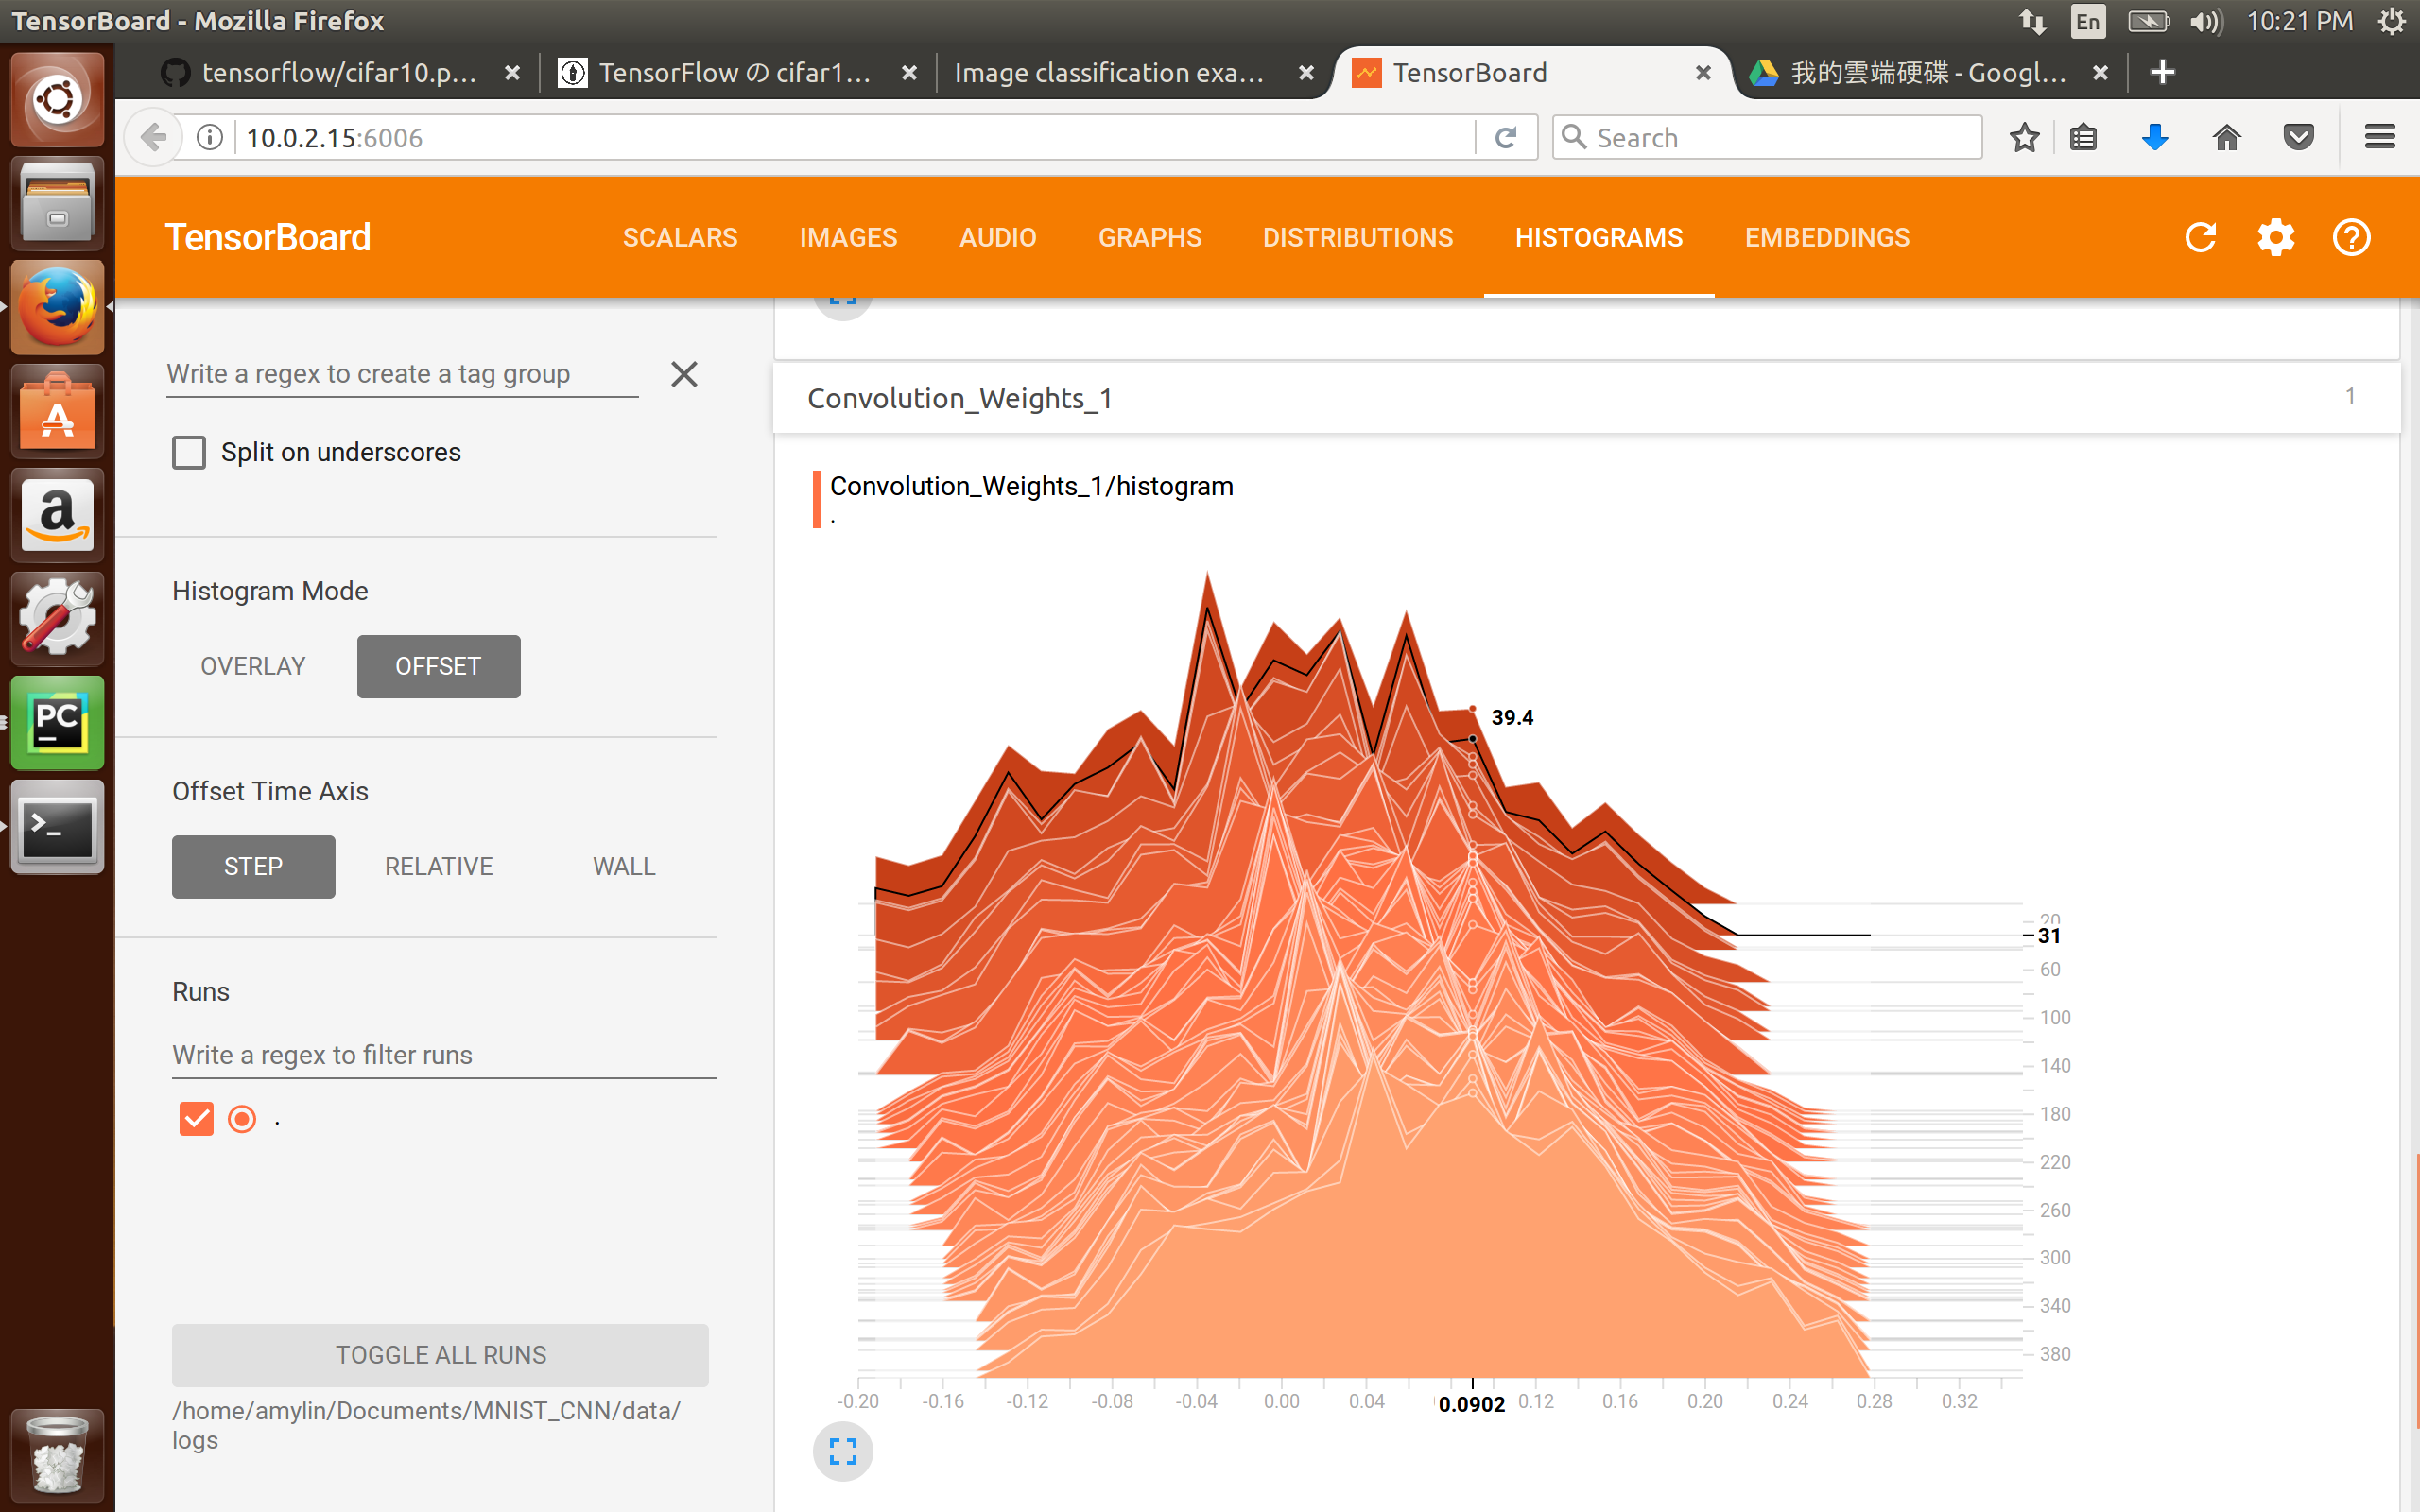 TensorBoard - Mozilla Firefox
En
10:21 PM
tensorflow/cifar10.p...
TensorFlow の cifar1...
Image classification exa...
TensorBoard
我的雲端硬碟 - Googl...
10.0.2.15:6006
Search
TensorBoard
SCALARS
IMAGES
AUDIO
GRAPHS
DISTRIBUTIONS
HISTOGRAMS
EMBEDDINGS
Write a regex to create a tag group
Split on underscores
Histogram Mode
OVERLAY
OFFSET
Offset Time Axis
STEP
RELATIVE
WALL
Runs
Write a regex to filter runs
.
TOGGLE ALL RUNS
/home/amylin/Documents/MNIST_CNN/data/
logs
Convolution_Weights_1
1
Convolution_Weights_1/histogram
.
39.4
20
31
60
100
140
180
220
260
300
340
380
-0.20
-0.16
-0.12
-0.08
-0.04
0.00
0.04
0.0902
0.12
0.16
0.20
0.24
0.28
0.32
A
a
PC
>_